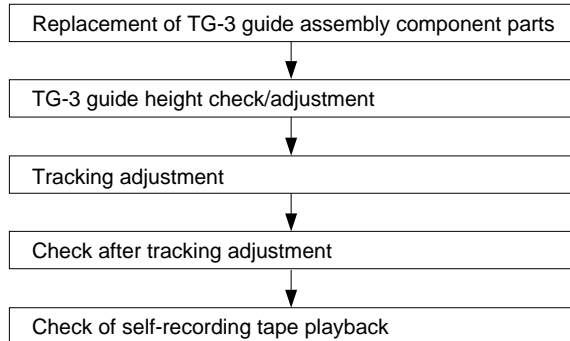 Replacement of TG-3 guide assembly component parts
TG-3 guide height check/adjustment
Tracking adjustment
Check after tracking adjustment
Check of self-recording tape playback